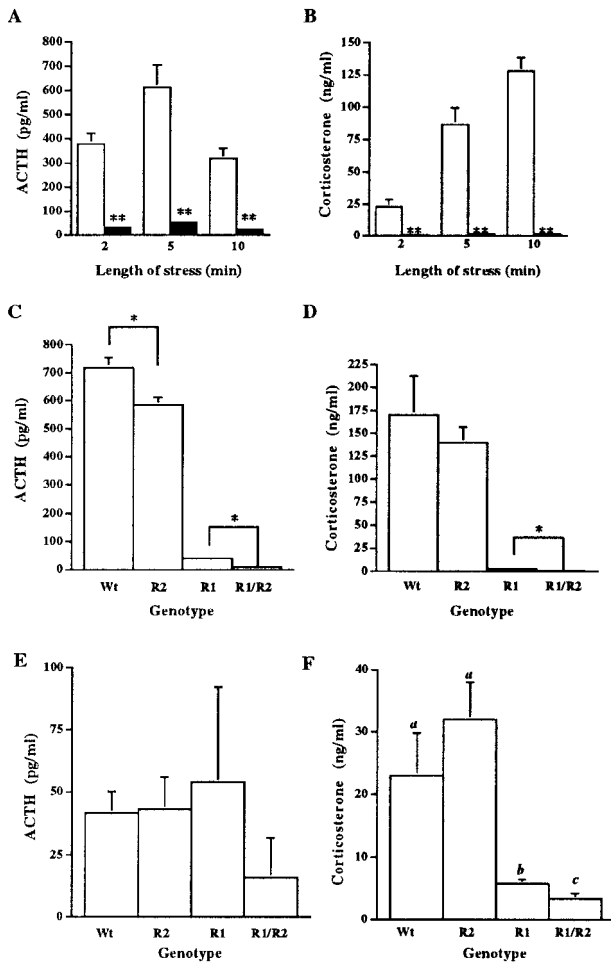 A
ACTH (pg/ml)
800
700
600
500
400
300
200
100
0
** ** **
2 5 10
Length of stress (min)
B
Corticosterone (ng/ml)
150
125
100
75
50
25
0
** ** **
2 5 10
Length of stress (min)
C
ACTH (pg/ml)
800
700
600
500
400
300
200
100
0
*
*
Wt R2 R1 R1/R2
Genotype
D
Corticosterone (ng/ml)
225
200
175
150
125
100
75
50
25
0
*
Wt R2 R1 R1/R2
Genotype
E
ACTH (pg/ml)
100
75
50
25
0
Wt R2 R1 R1/R2
Genotype
F
Corticosterone (ng/ml)
40
30
20
10
0
a a b c
Wt R2 R1 R1/R2
Genotype